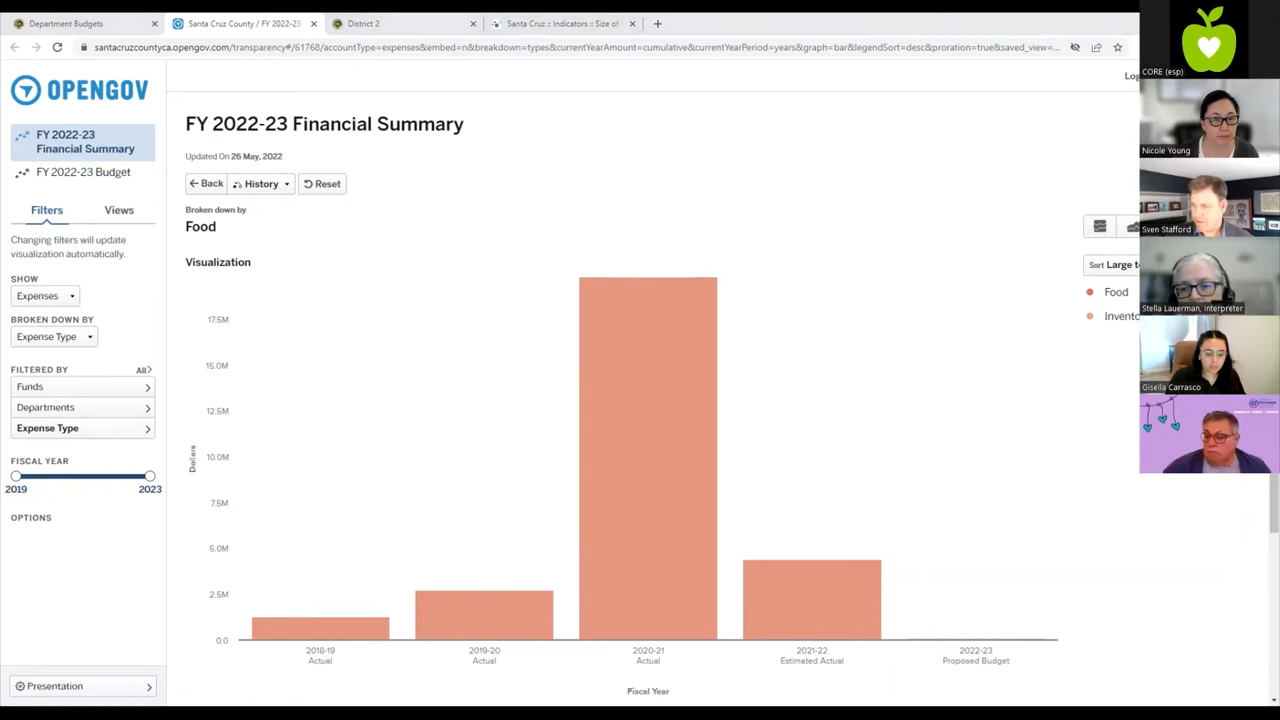 Department Budgets
Santa Cruz County / FY 2022-23
District 2
Santa Cruz :: Indicators :: Size of
santacruzcountyca.opengov.com/transparency#/61768/accountType=expenses&embed=n&breakdown=types&currentYearAmount=cumulative&currentYearPeriod=years&graph=bar&legendSort=desc&proration=true&saved_view=...
OPENGOV
Log
FY 2022-23
Financial Summary
FY 2022-23 Budget
Filters
Views
Changing filters will update
visualization automatically.
SHOW
Expenses
BROKEN DOWN BY
Expense Type
FILTERED BY
All
Funds
Departments
Expense Type
FISCAL YEAR
2019
2023
OPTIONS
Presentation
FY 2022-23 Financial Summary
Updated On 26 May, 2022
Back
History
Reset
Broken down by
Food
Visualization
Sort Large to
Food
Invento
Dollars
17.5M
15.0M
12.5M
10.0M
7.5M
5.0M
2.5M
0.0
2018-19
Actual
2019-20
Actual
2020-21
Actual
2021-22
Estimated Actual
2022-23
Proposed Budget
Fiscal Year
CORE (esp)
Nicole Young
Sven Stafford
Stella Lauerman, Interpreter
Gisella Carrasco